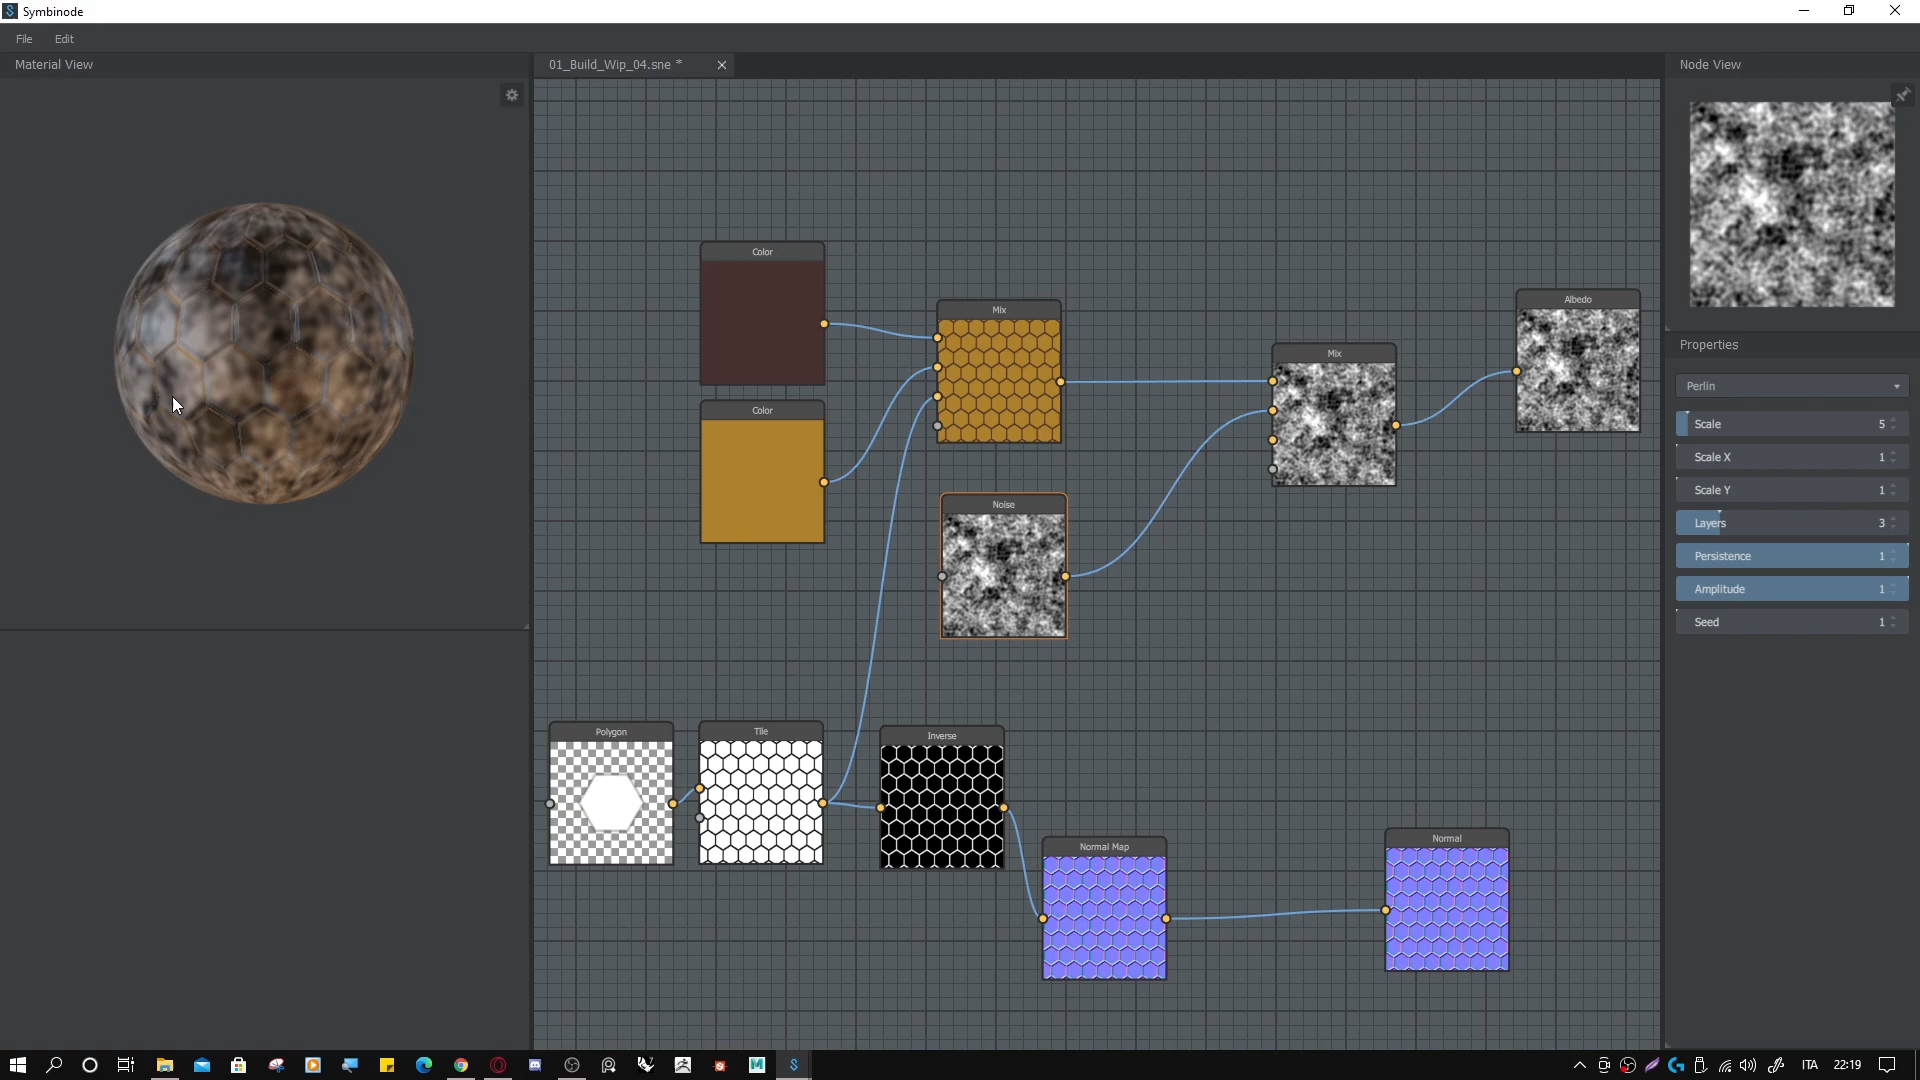 Symbinode
File Edit
Material View
01_Build_Wip_04.sne *
Node View
Color
Mix
Albedo
Properties
Mix
Perlin
Color
Scale 5
Scale X 1
Scale Y 1
Noise
Layers 3
Persistence 1
Amplitude 1
Seed 1
Polygon
Tile
Inverse
Normal Map
Normal
ITA 22:19